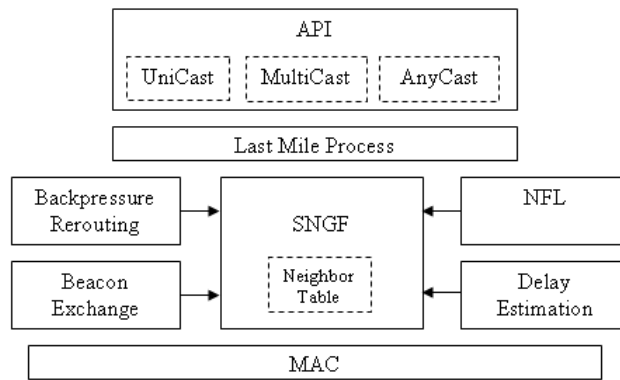 API
UniCast
MultiCast
AnyCast
Last Mile Process
Backpressure
Rerouting
SNGF
NFL
Neighbor
Table
Beacon
Exchange
Delay
Estimation
MAC